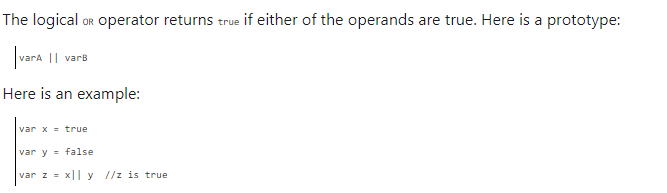 The logical OR operator returns true if either of the operands are true. Here is a prototype:
varA || varB
Here is an example:
var x = true
var y = false
var z = x|| y //z is true